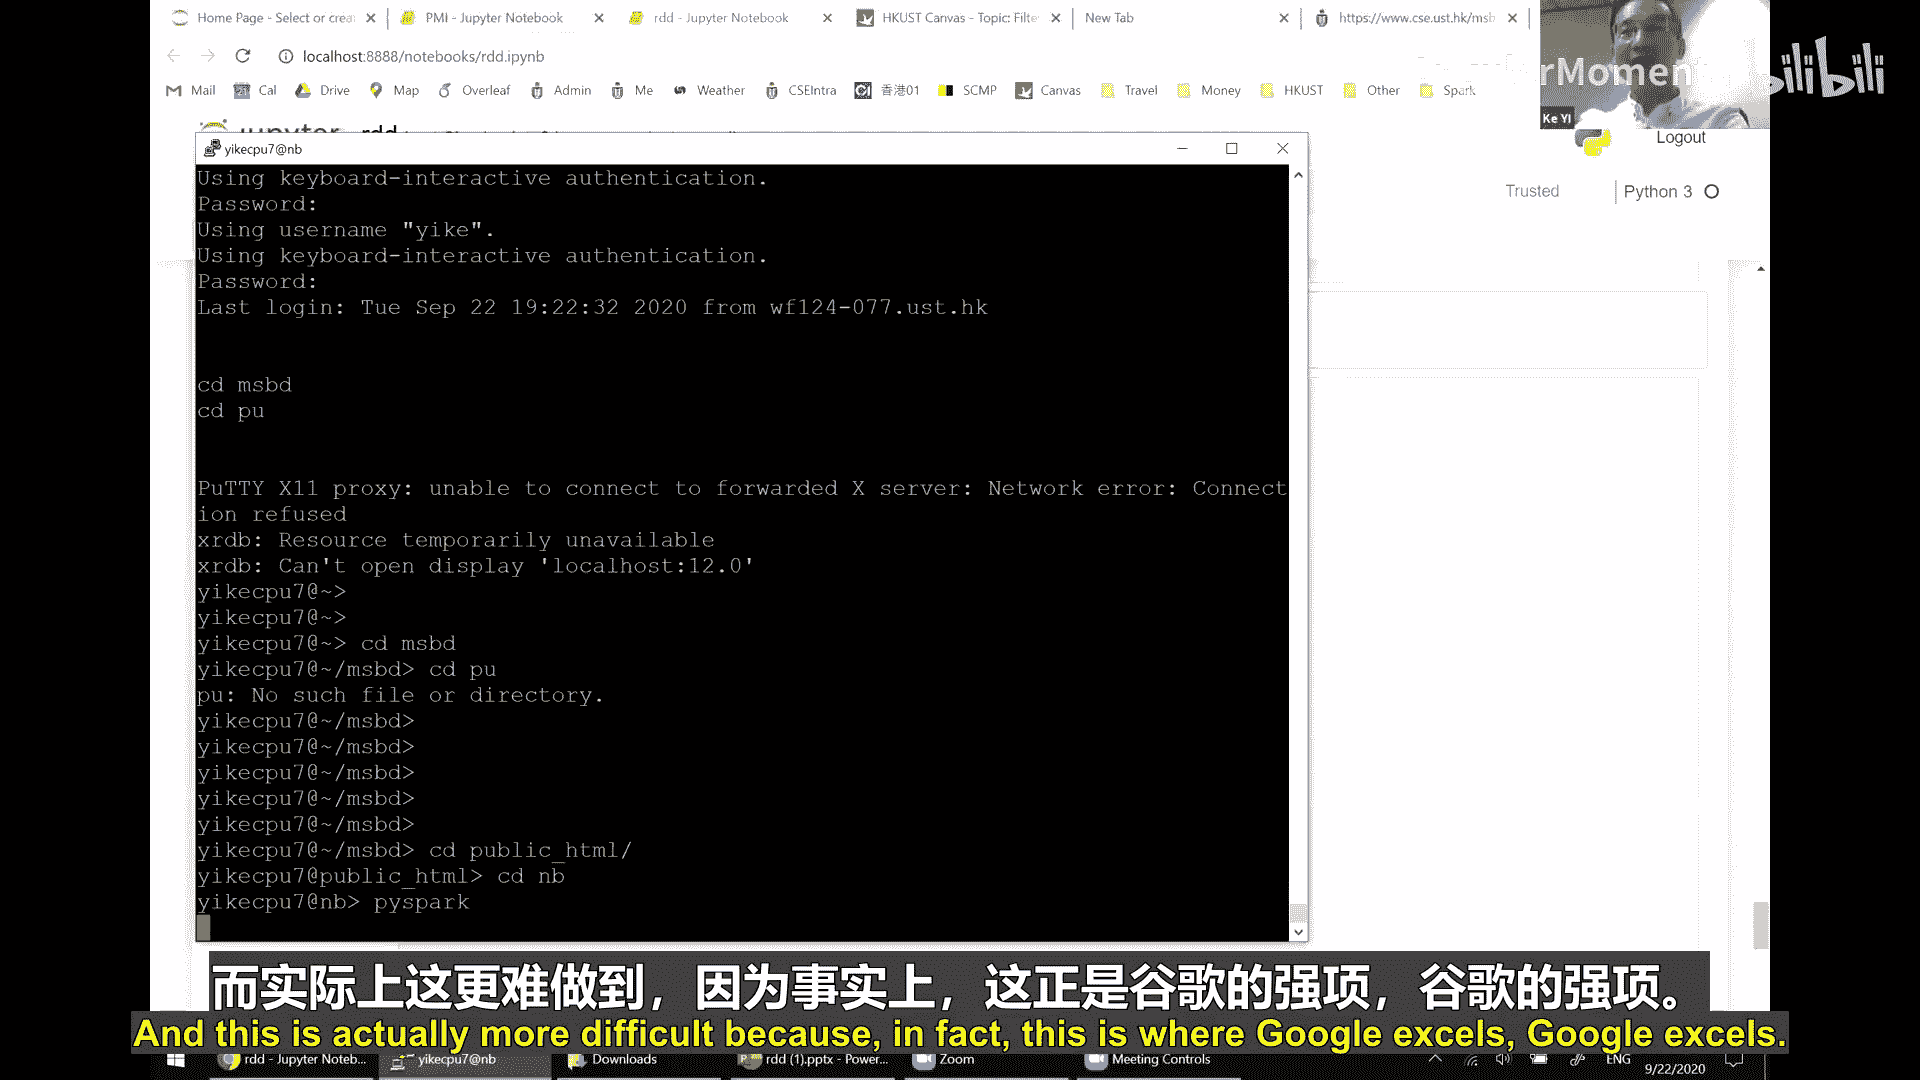 Home Page - Select or crea
PMI - Jupyter Notebook
rdd - Jupyter Notebook
HKUST Canvas - Topic: Filte
New Tab
https://www.cse.ust.hk/msb
localhost:8888/notebooks/rdd.ipynb
Mail
Cal
Drive
Map
Overleaf
Admin
Me
Weather
CSEIntra
香港01
SCMP
Canvas
Travel
Money
HKUST
Other
Spark
rMoment
bilibili
Ke YI
jupyter rdd
Logout
Trusted
Python 3
yikecpu7@nb
Using keyboard-interactive authentication.
Password:
Using username "yike".
Using keyboard-interactive authentication.
Password:
Last login: Tue Sep 22 19:22:32 2020 from wf124-077.ust.hk
cd msbd
cd pu
PuTTY X11 proxy: unable to connect to forwarded X server: Network error: Connect
ion refused
xrdb: Resource temporarily unavailable
xrdb: Can't open display 'localhost:12.0'
yikecpu7@~>
yikecpu7@~>
yikecpu7@~> cd msbd
yikecpu7@~/msbd> cd pu
pu: No such file or directory.
yikecpu7@~/msbd>
yikecpu7@~/msbd>
yikecpu7@~/msbd>
yikecpu7@~/msbd>
yikecpu7@~/msbd>
yikecpu7@~/msbd> cd public_html/
yikecpu7@public_html> cd nb
yikecpu7@nb> pyspark
而实际上这更难做到，因为事实上，这正是谷歌的强项，谷歌的强项。
And this is actually more difficult because, in fact, this is where Google excels, Google excels.
rdd - Jupyter Noteb...
yikecpu7@nb
Downloads
rdd (1).pptx - Power...
Zoom
Meeting Controls
ENG
9/22/2020